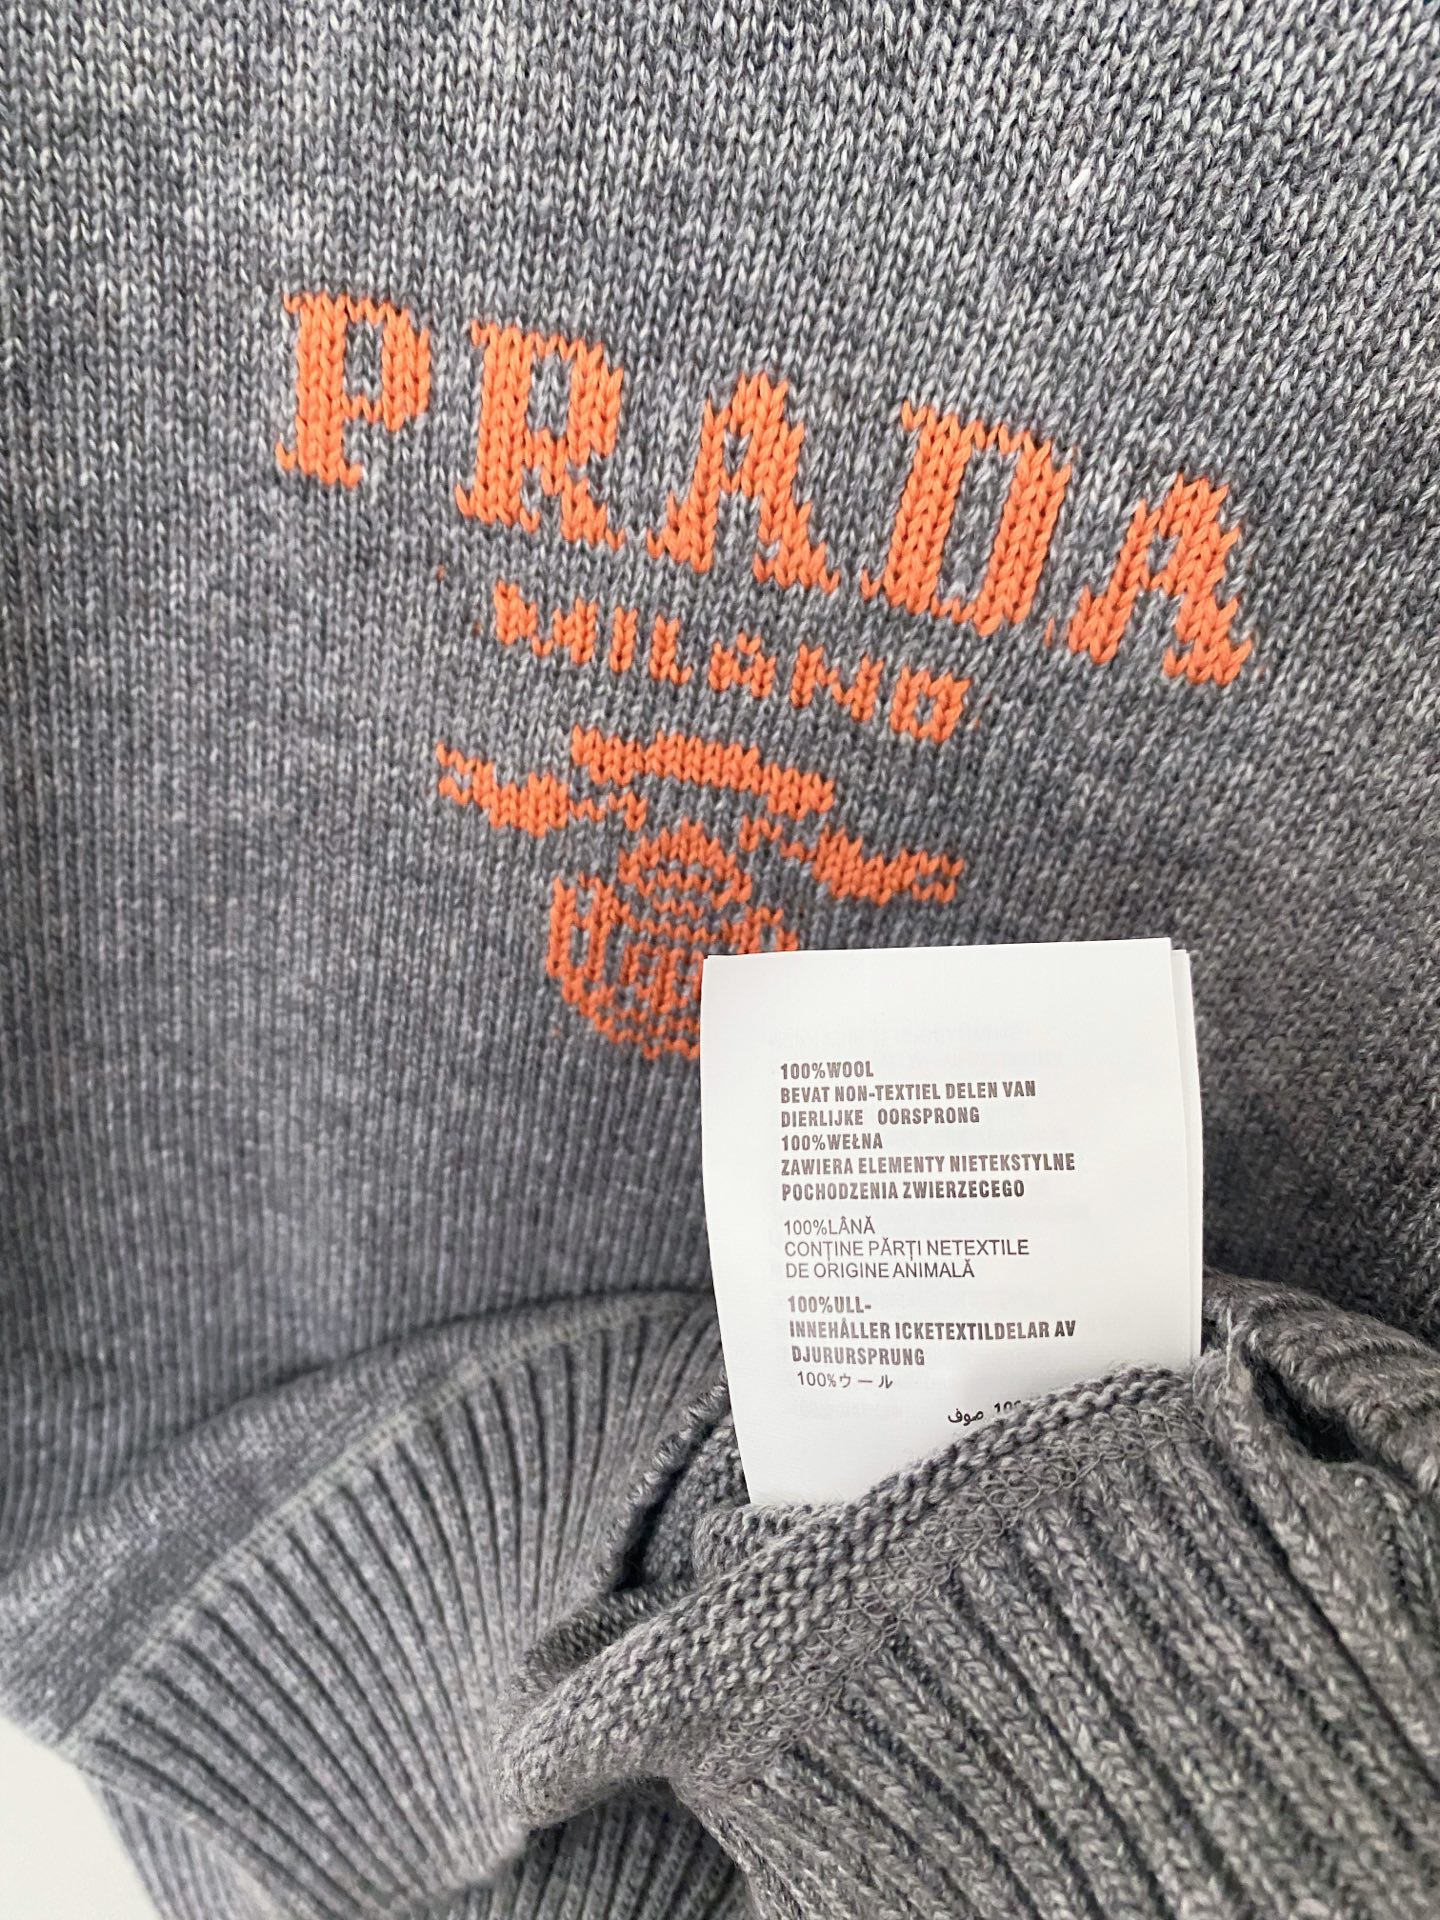 PRADA
MILANO
100%WOOL
BEVAT NON-TEXTIEL DELEN VAN
DIERLIJKE OORSPRONG
100%WEŁNA
ZAWIERA ELEMENTY NIETEKSTYLNE
POCHODZENIA ZWIERZECEGO
100%LÂNĂ
CONȚINE PĂRȚI NETEXTILE
DE ORIGINE ANIMALĂ
100%ULL-
INNEHÅLLER ICKETEXTILDELAR AV
DJURURSPRUNG
100%ウール
صوف